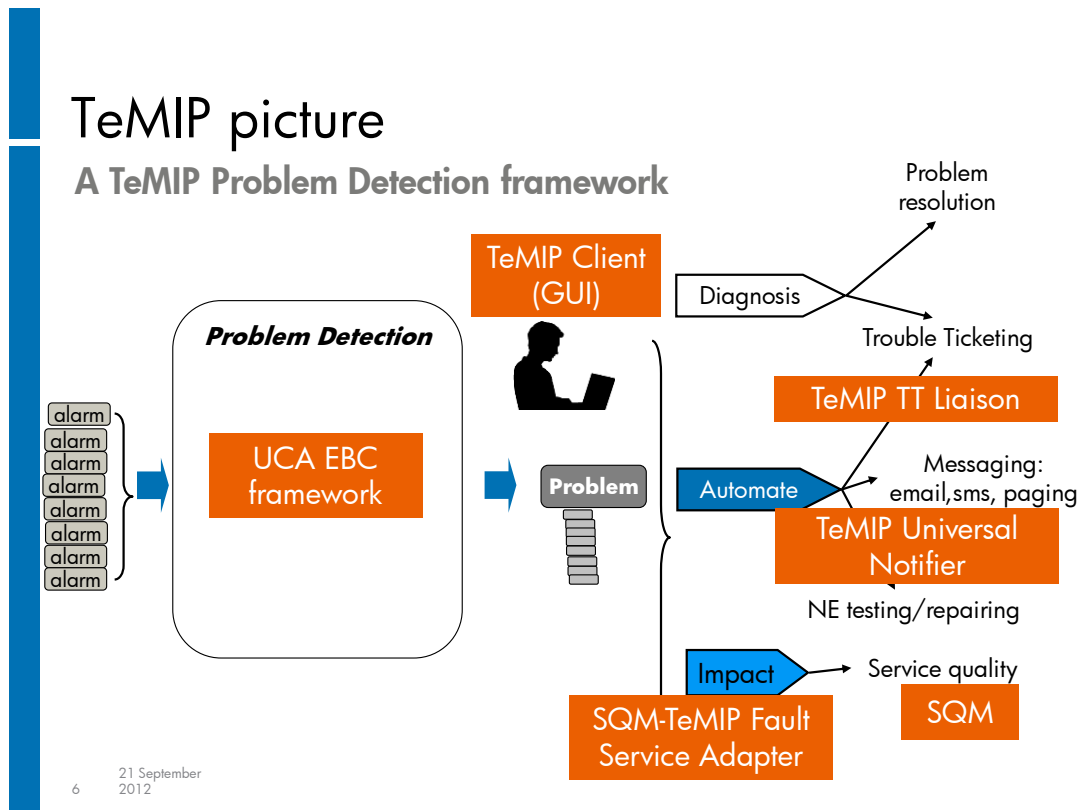 TeMIP picture
A TeMIP Problem Detection framework
Problem
resolution
TeMIP Client
(GUI)
Diagnosis
Problem Detection
Trouble Ticketing
TeMIP TT Liaison
alarm
alarm
alarm
alarm
alarm
alarm
alarm
alarm
UCA EBC
framework
Problem
Automate
Messaging:
email,sms, paging
TeMIP Universal
Notifier
NE testing/repairing
Impact
Service quality
SQM
SQM-TeMIP Fault
Service Adapter
6
21 September
2012